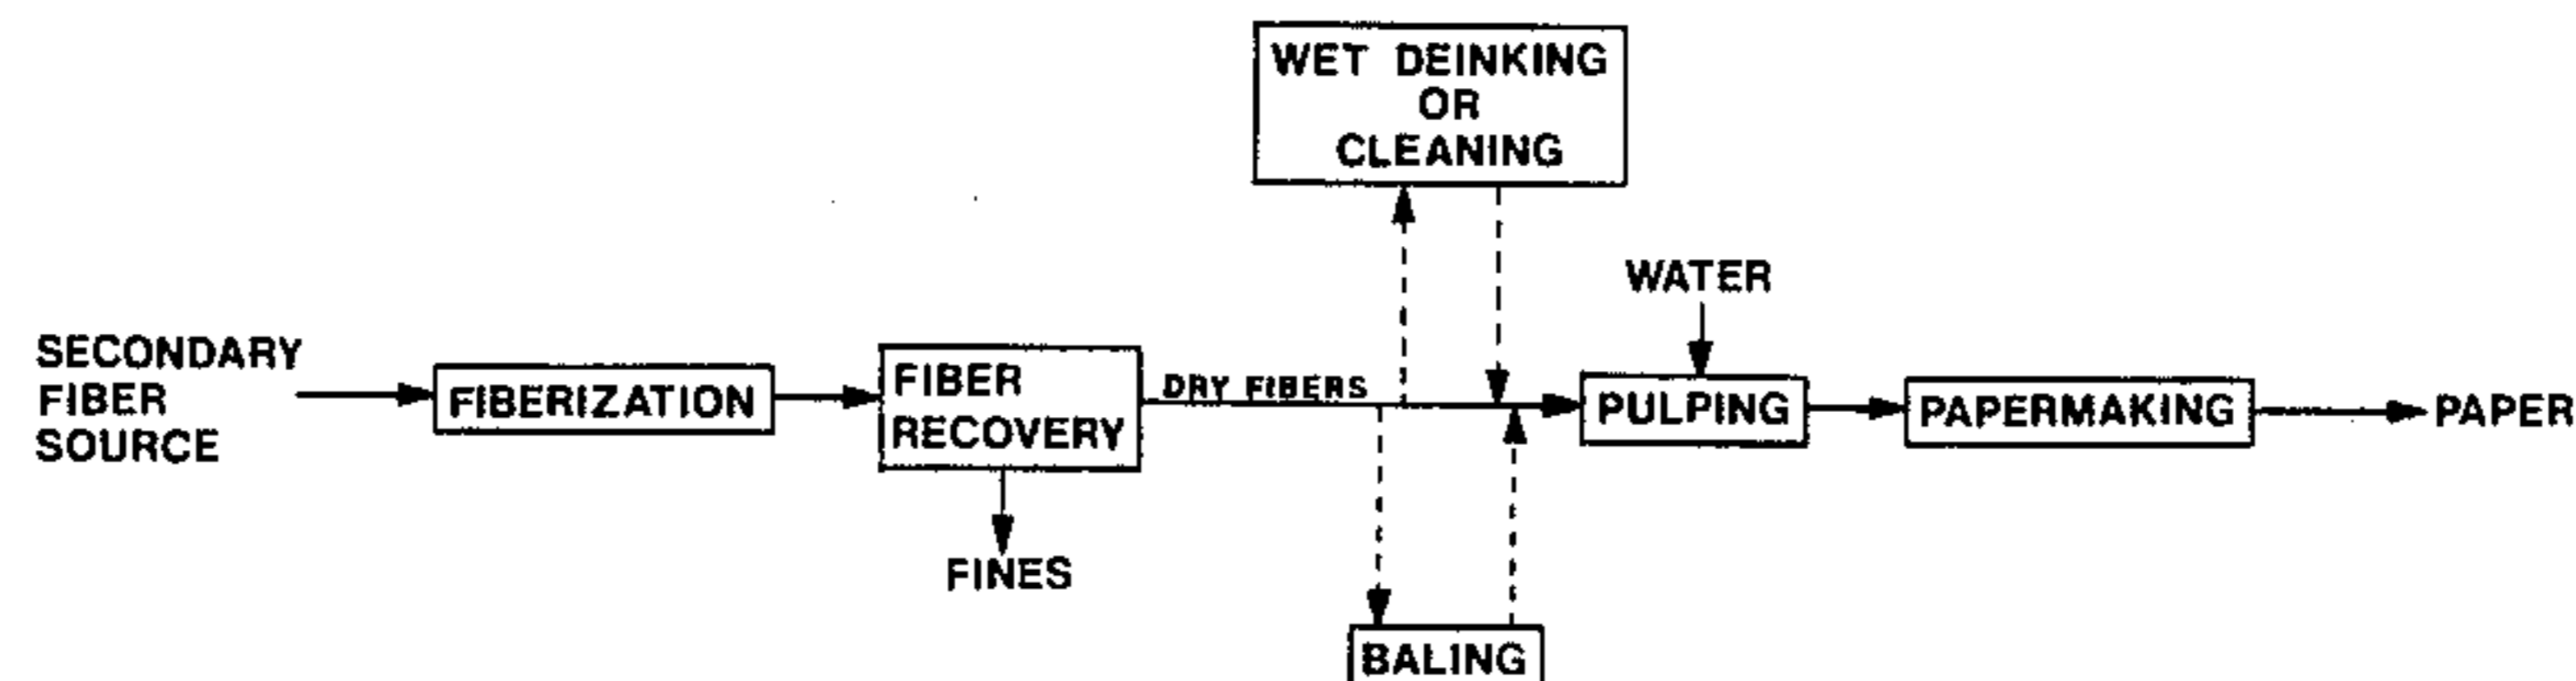 WET DEINKING
OR
CLEANING
WATER
SECONDARY
FIBER
SOURCE
FIBERIZATION
FIBER
RECOVERY
DRY FIBERS
PULPING
PAPERMAKING
PAPER
FINES
BALING